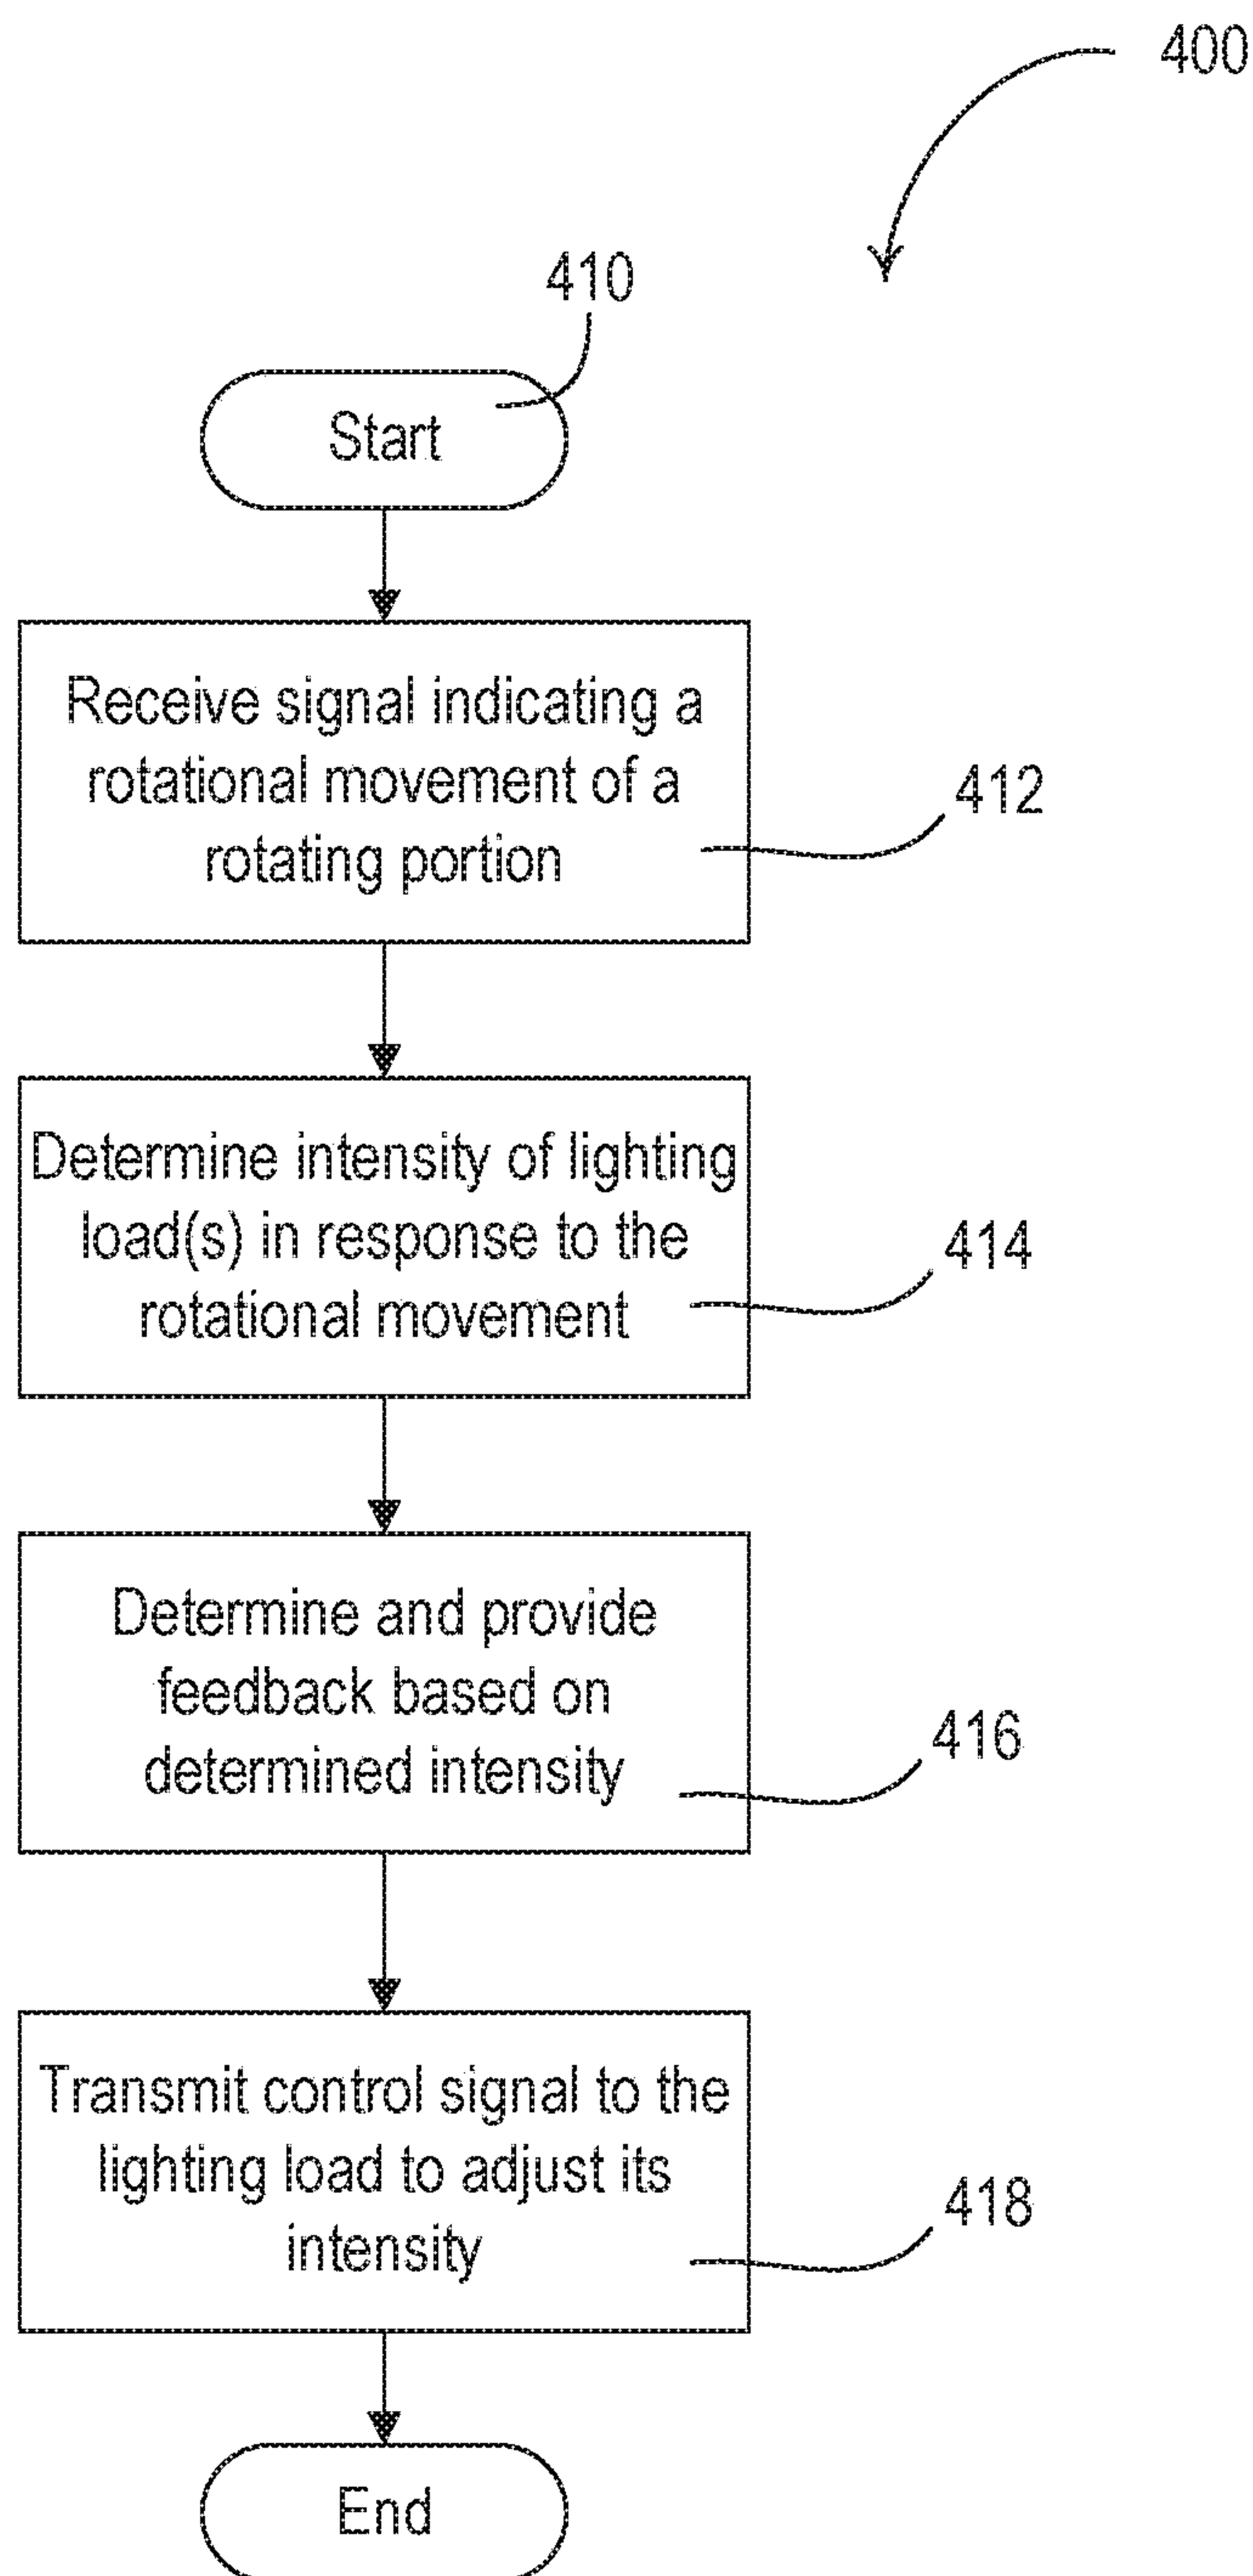 400
410
Start
Receive signal indicating a
rotational movement of a
rotating portion
412
Determine intensity of lighting
load(s) in response to the
rotational movement
414
Determine and provide
feedback based on
determined intensity
416
Transmit control signal to the
lighting load to adjust its
intensity
418
End